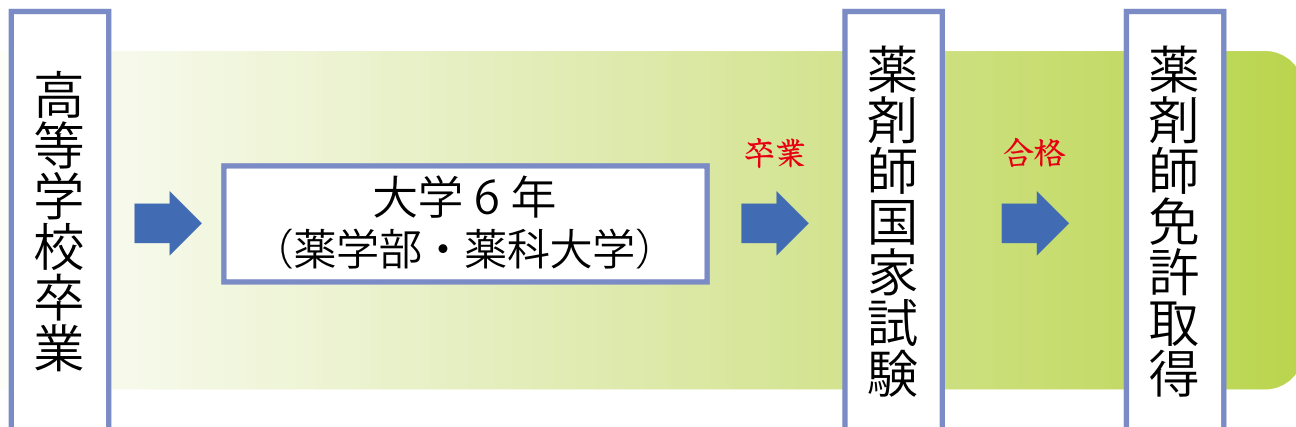 高等学校卒業
大学6年
（薬学部・薬科大学）
卒業
薬剤師国家試験
合格
薬剤師免許取得